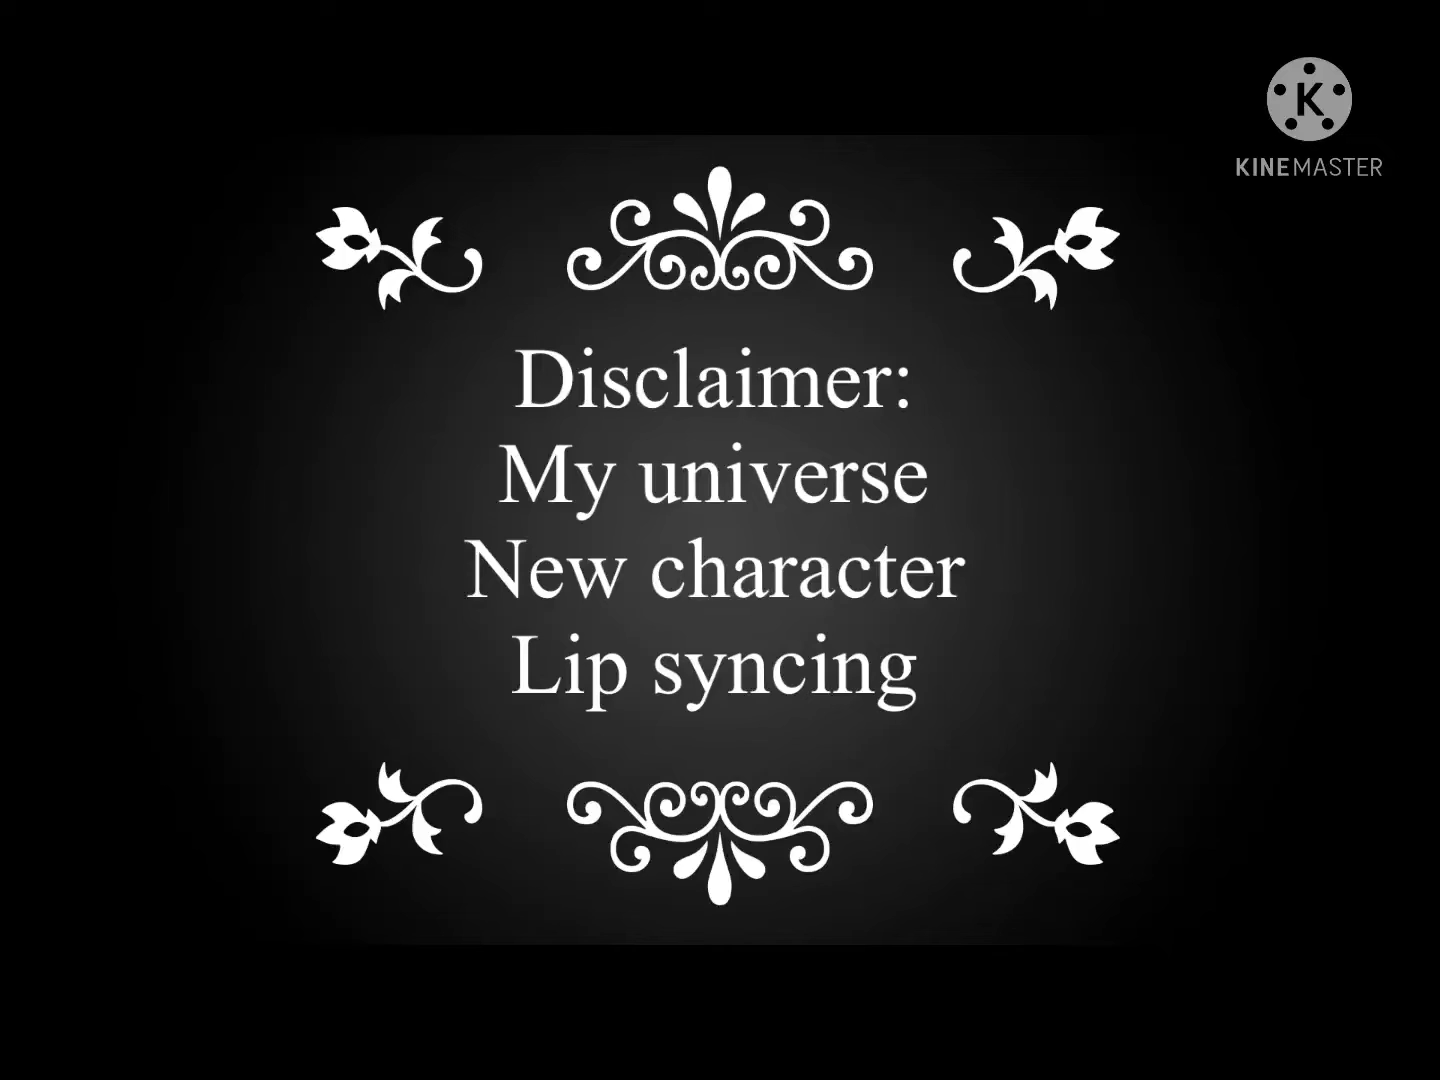 K
KINEMASTER
Disclaimer:
My universe
New character
Lip syncing